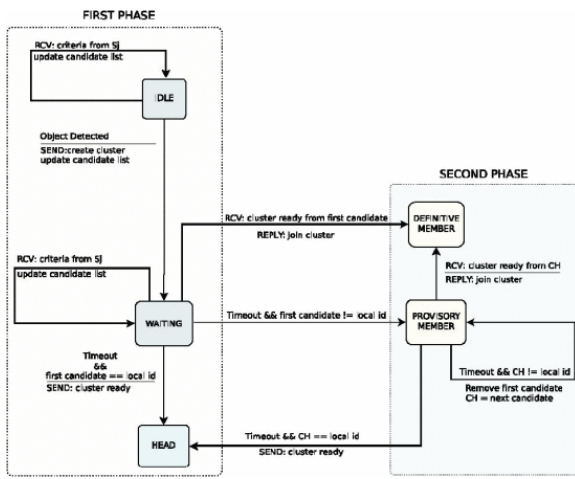 FIRST PHASE
RCV: criteria from Sj
update candidate list
IDLE
Object Detected
SEND:create cluster
update candidate list
SECOND PHASE
RCV: cluster ready from first candidate
REPLY: join cluster
DEFINITIVE
MEMBER
RCV: criteria from Sj
update candidate list
RCV: cluster ready from CH
REPLY: join cluster
WAITING
Timeout && first candidate != local id
PROVISORY
MEMBER
Timeout
&&
first candidate == local id
SEND: cluster ready
Timeout && CH != local id
Remove first candidate
CH = next candidate
HEAD
Timeout && CH == local id
SEND: cluster ready